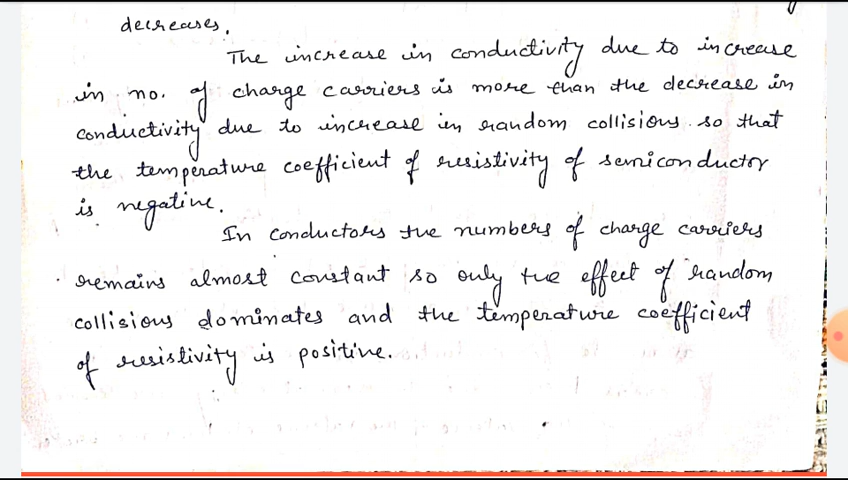 decreases.
The increase in conductivity due to increase
in no. of charge carriers is more than the decrease in
conductivity due to increase in random collisions so that
the temperature coefficient of resistivity of semiconductor
is negative.
In conductors the numbers of charge carriers
remains almost constant so only the effect of random
collisions dominates and the temperature coefficient
of resistivity is positive.